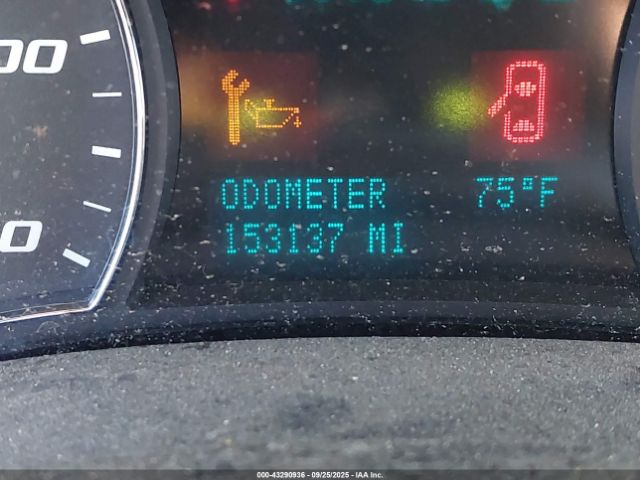 ODOMETER 75°F
153137 MI
000-43290936 - 09/25/2025 - IAA Inc.